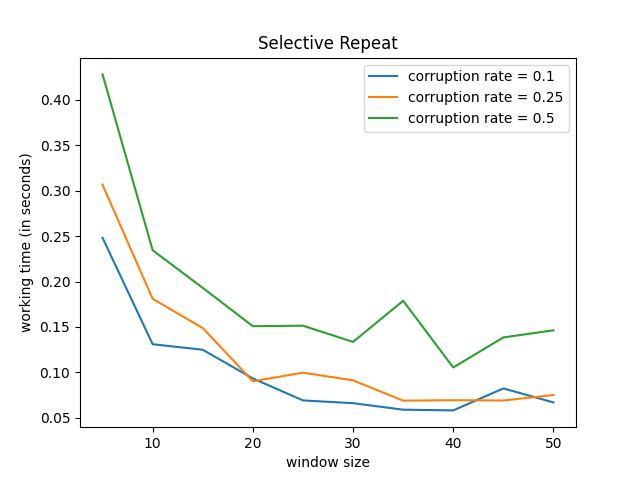 Selective Repeat
corruption rate = 0.1
corruption rate = 0.25
corruption rate = 0.5
0.40
0.35
0.30
0.25
0.20
0.15
0.10
0.05
working time (in seconds)
10 20 30 40 50
window size